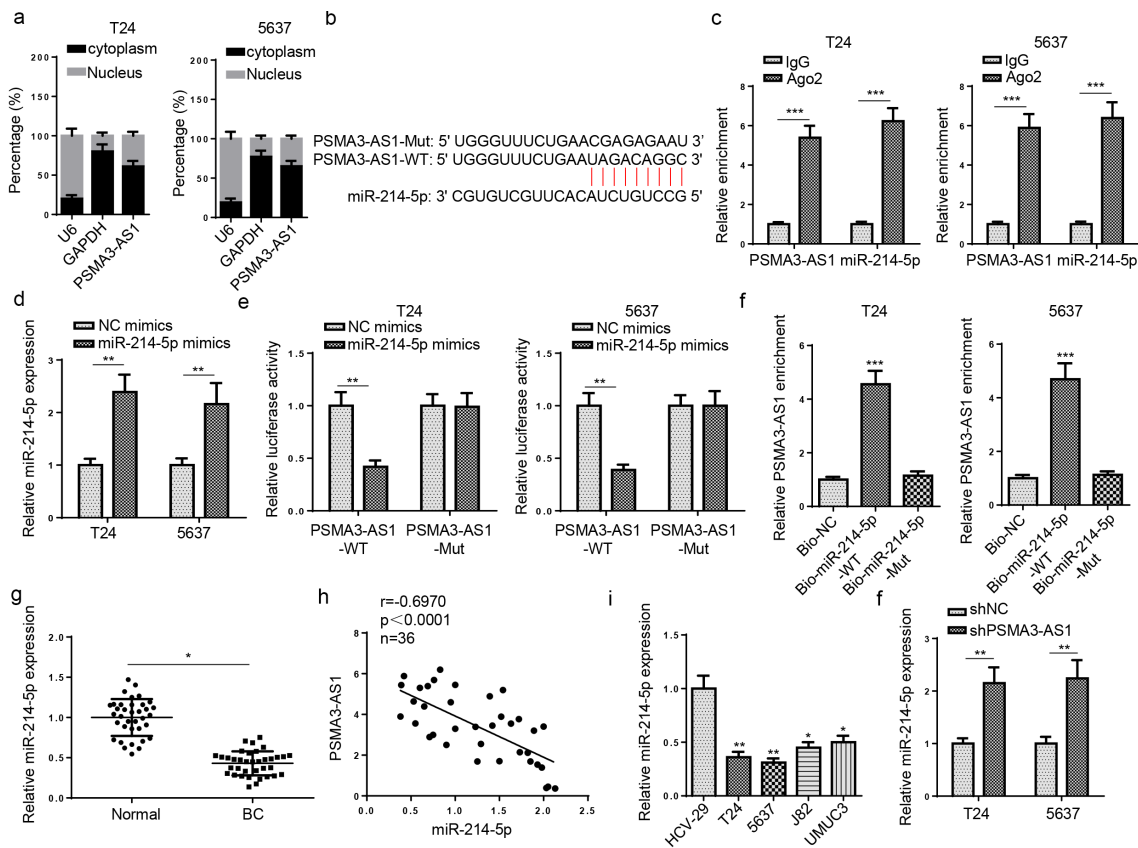 a
T24
cytoplasm
Nucleus
Percentage (%)
200
150
100
50
0
U6
GAPDH
PSMA3-AS1
5637
cytoplasm
Nucleus
Percentage (%)
200
150
100
50
0
U6
GAPDH
PSMA3-AS1
b
PSMA3-AS1-Mut: 5' UGGGUUUCUGAACGAGAGAAU 3'
PSMA3-AS1-WT: 5' UGGGUUUCUGAAUAGACAGGC 3'
miR-214-5p: 3' CGUGUCGUUCACAUCUGUCCG 5'
c
T24
IgG
Ago2
Relative enrichment
8
6
4
2
0
***
***
PSMA3-AS1 miR-214-5p
5637
IgG
Ago2
Relative enrichment
8
6
4
2
0
***
***
PSMA3-AS1 miR-214-5p
d
NC mimics
miR-214-5p mimics
Relative miR-214-5p expression
3
2
1
0
**
**
T24 5637
e
T24
NC mimics
miR-214-5p mimics
Relative luciferase activity
1.5
1.0
0.5
0.0
**
PSMA3-AS1 PSMA3-AS1
-WT -Mut
5637
NC mimics
miR-214-5p mimics
Relative luciferase activity
1.5
1.0
0.5
0.0
**
PSMA3-AS1 PSMA3-AS1
-WT -Mut
f
T24
Relative PSMA3-AS1 enrichment
6
4
2
0
***
Bio-NC
Bio-miR-214-5p
-WT
Bio-miR-214-5p
-Mut
5637
Relative PSMA3-AS1 enrichment
6
4
2
0
***
Bio-NC
Bio-miR-214-5p
-WT
Bio-miR-214-5p
-Mut
g
Relative miR-214-5p expression
2.0
1.5
1.0
0.5
0.0
*
Normal BC
h
r=-0.6970
p<0.0001
n=36
PSMA3-AS1
8
6
4
2
0
0.0 0.5 1.0 1.5 2.0 2.5
miR-214-5p
i
Relative miR-214-5p expression
1.5
1.0
0.5
0.0
**
**
*
*
HCV-29
T24
5637
J82
UMUC3
f
shNC
shPSMA3-AS1
Relative miR-214-5p expression
3
2
1
0
**
**
T24 5637